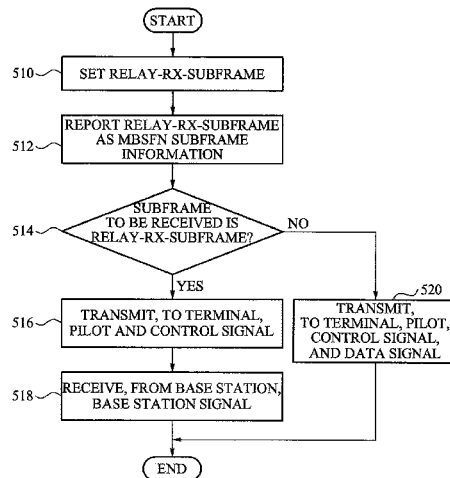 START
510
SET RELAY-RX-SUBFRAME
512
REPORT RELAY-RX-SUBFRAME
AS MBSFN SUBFRAME
INFORMATION
514
SUBFRAME
TO BE RECEIVED IS
RELAY-RX-SUBFRAME?
NO
YES
516
TRANSMIT, TO TERMINAL,
PILOT AND CONTROL SIGNAL
520
TRANSMIT,
TO TERMINAL, PILOT,
CONTROL SIGNAL,
AND DATA SIGNAL
518
RECEIVE, FROM BASE STATION,
BASE STATION SIGNAL
END